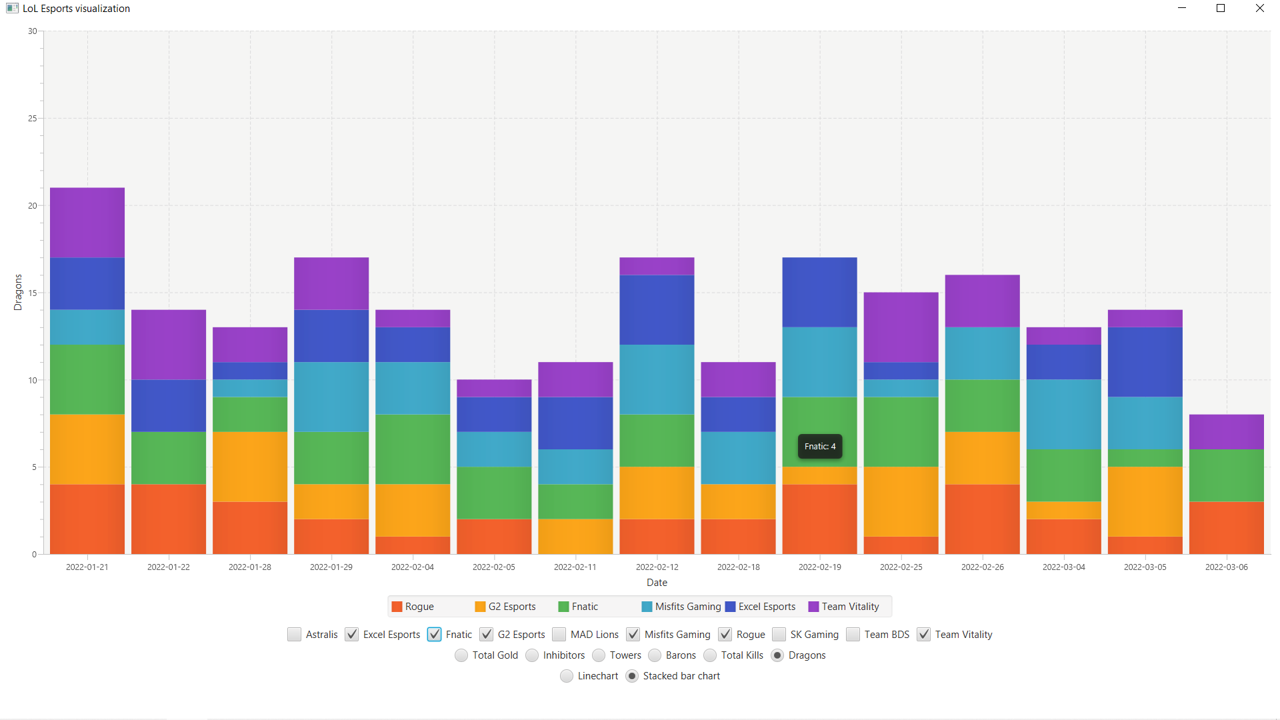 LoL Esports visualization
30
25
20
15
10
5
0
Dragons
Fnatic: 4
2022-01-21 2022-01-22 2022-01-28 2022-01-29 2022-02-04 2022-02-05 2022-02-11 2022-02-12 2022-02-18 2022-02-19 2022-02-25 2022-02-26 2022-03-04 2022-03-05 2022-03-06
Date
Rogue G2 Esports Fnatic Misfits Gaming Excel Esports Team Vitality
Astralis Excel Esports Fnatic G2 Esports MAD Lions Misfits Gaming Rogue SK Gaming Team BDS Team Vitality
Total Gold Inhibitors Towers Barons Total Kills Dragons
Linechart Stacked bar chart